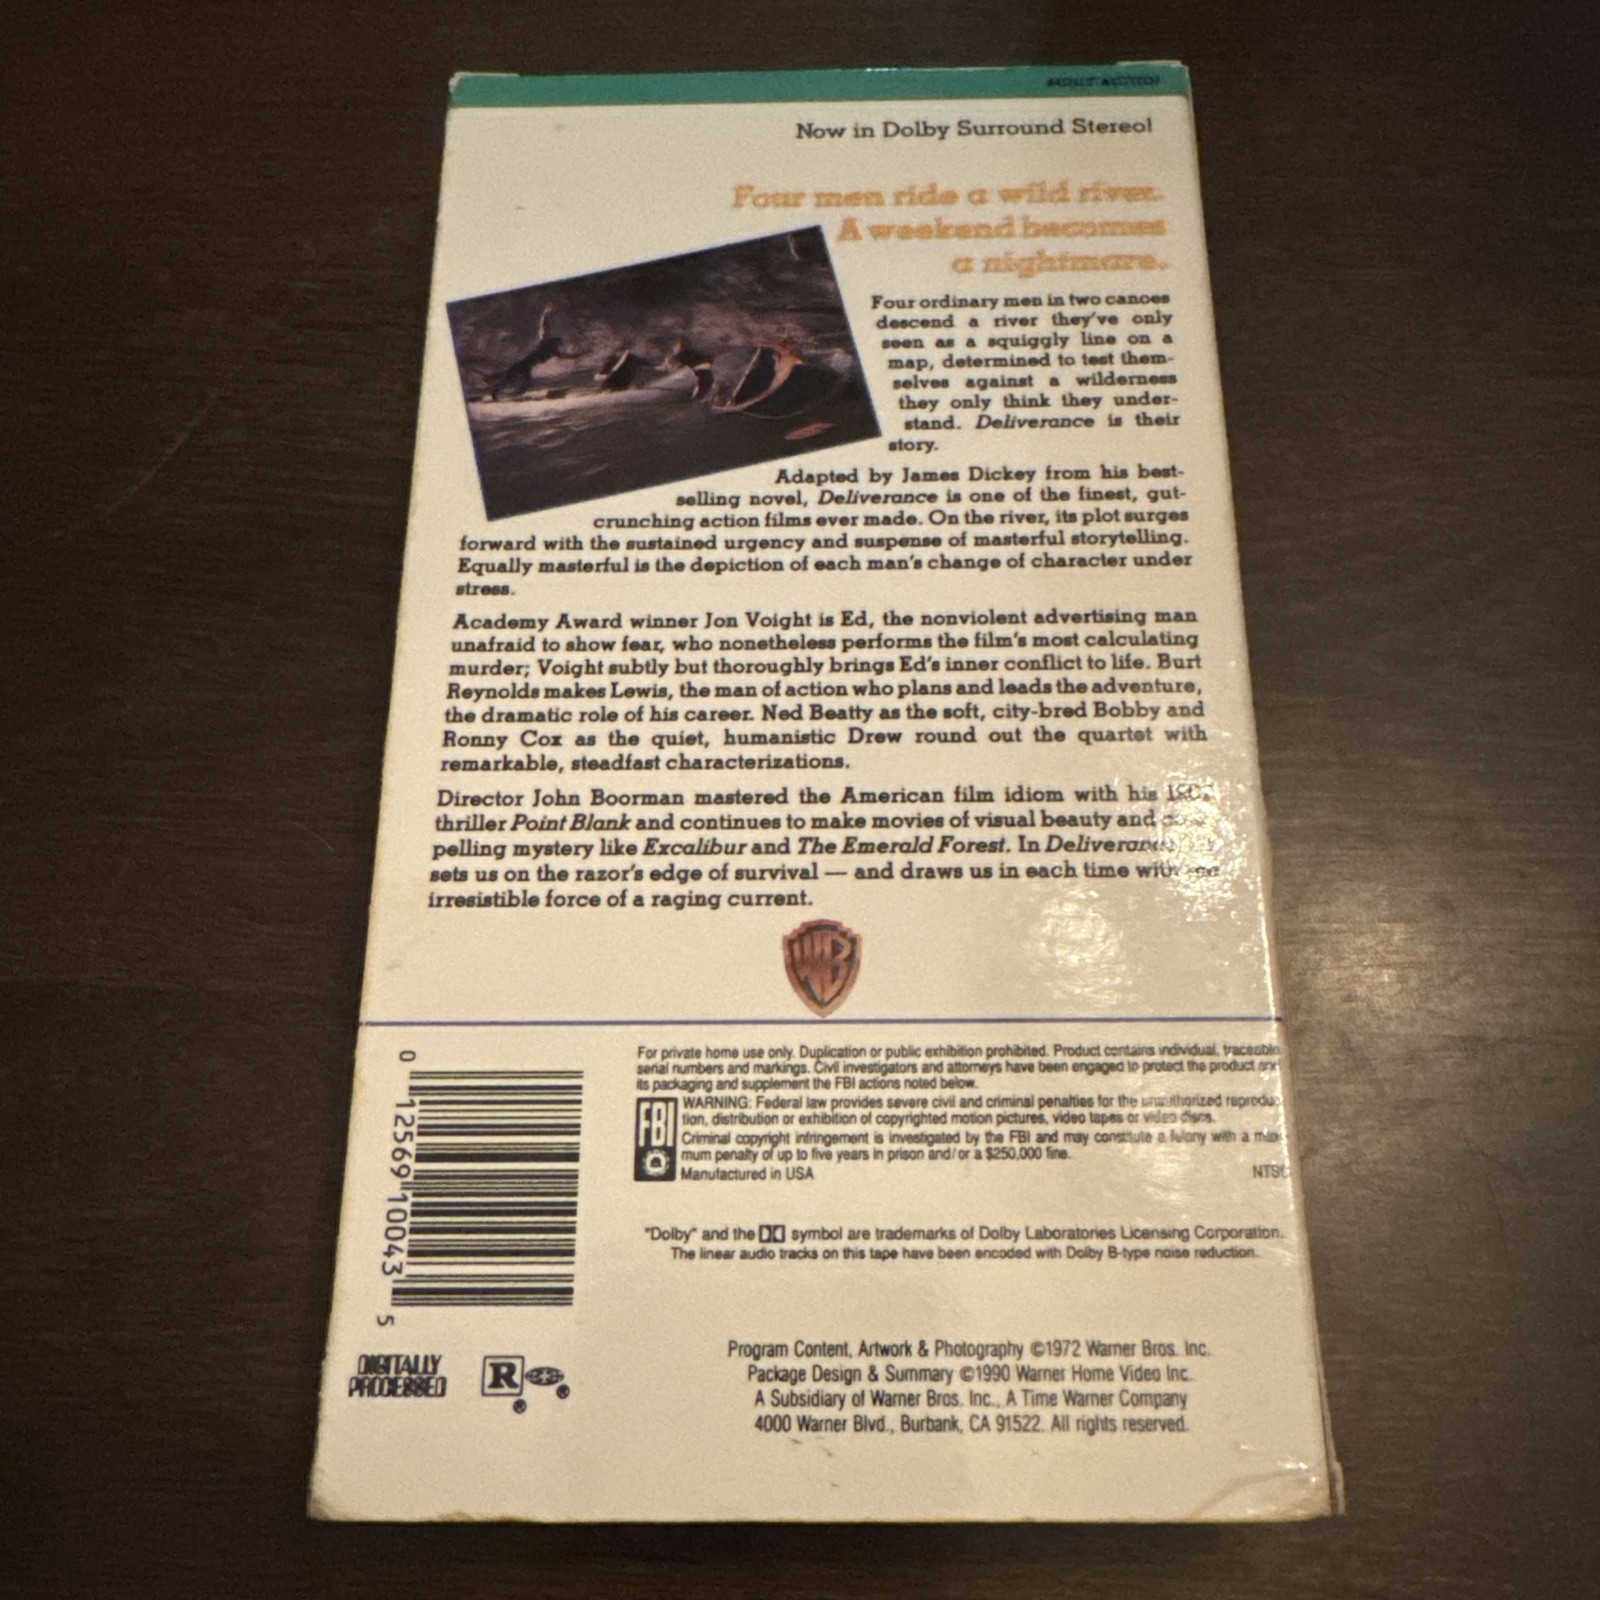 Now in Dolby Surround Stereo!
Four men ride a wild river.
A weekend becomes
a nightmare.
Four ordinary men in two canoes
descend a river they've only
seen as a squiggly line on a
map, determined to test them-
selves against a wilderness
they only think they under-
stand. Deliverance is their
story.
Adapted by James Dickey from his best-
selling novel, Deliverance is one of the finest, gut-
crunching action films ever made. On the river, its plot surges
forward with the sustained urgency and suspense of masterful storytelling.
Equally masterful is the depiction of each man's change of character under
stress.
Academy Award winner Jon Voight is Ed, the nonviolent advertising man
unafraid to show fear, who nonetheless performs the film's most calculating
murder; Voight subtly but thoroughly brings Ed's inner conflict to life. Burt
Reynolds makes Lewis, the man of action who plans and leads the adventure,
the dramatic role of his career. Ned Beatty as the soft, city-bred Bobby and
Ronny Cox as the quiet, humanistic Drew round out the quartet with
remarkable, steadfast characterizations.
Director John Boorman mastered the American film idiom with his
thriller Point Blank and continues to make movies of visual beauty and
pelling mystery like Excalibur and The Emerald Forest. In Deliverance
sets us on the razor's edge of survival — and draws us in each time with
irresistible force of a raging current.
WB
For private home use only. Duplication or public exhibition prohibited. Product contains individual, traceable
serial numbers and markings. Civil investigators and attorneys have been engaged to protect the product and
its packaging and supplement the FBI actions noted below.
FBI
WARNING: Federal law provides severe civil and criminal penalties for the unauthorized reproduc-
tion, distribution or exhibition of copyrighted motion pictures, video tapes or video discs.
Criminal copyright infringement is investigated by the FBI and may constitute a felony with a maxi-
mum penalty of up to five years in prison and/or a $250,000 fine.
Manufactured in USA NTSC
"Dolby" and the symbol are trademarks of Dolby Laboratories Licensing Corporation.
The linear audio tracks on this tape have been encoded with Dolby B-type noise reduction.
0 12569 10043 5
DIGITALLY
PROCESSED
R
Program Content, Artwork & Photography ©1972 Warner Bros. Inc.
Package Design & Summary ©1990 Warner Home Video Inc.
A Subsidiary of Warner Bros. Inc., A Time Warner Company
4000 Warner Blvd., Burbank, CA 91522. All rights reserved.